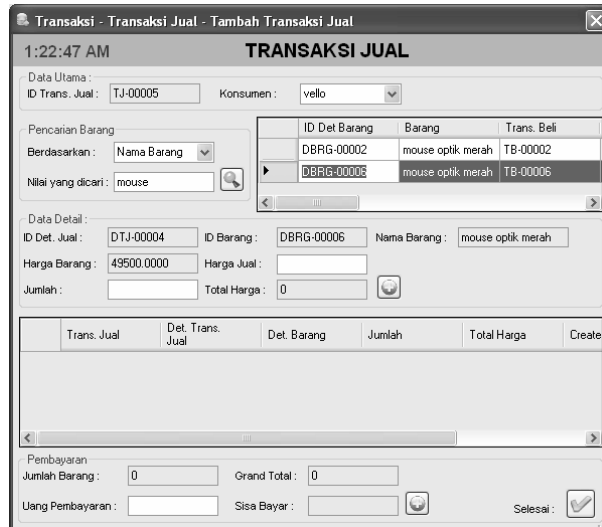 Transaksi - Transaksi Jual - Tambah Transaksi Jual
1:22:47 AM TRANSAKSI JUAL
Data Utama :
ID Trans. Jual : TJ-00005 Konsumen : vello
Pencarian Barang
Berdasarkan : Nama Barang
Nilai yang dicari : mouse
ID Det Barang Barang Trans. Beli
DBRG-00002 mouse optik merah TB-00002
DBRG-00006 mouse optik merah TB-00006
Data Detail :
ID Det. Jual : DTJ-00004 ID Barang : DBRG-00006 Nama Barang : mouse optik merah
Harga Barang : 49500.0000 Harga Jual :
Jumlah : Total Harga : 0
Trans. Jual Det. Trans. Jual Det. Barang Jumlah Total Harga Create
Pembayaran
Jumlah Barang : 0 Grand Total : 0
Uang Pembayaran : Sisa Bayar : Selesai :